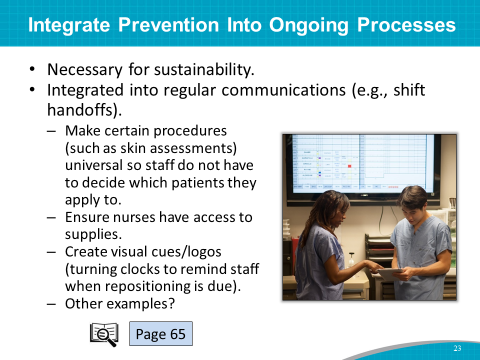 Integrate Prevention Into Ongoing Processes
• Necessary for sustainability.
• Integrated into regular communications (e.g., shift
handoffs).
– Make certain procedures
(such as skin assessments)
universal so staff do not have
to decide which patients they
apply to.
– Ensure nurses have access to
supplies.
– Create visual cues/logos
(turning clocks to remind staff
when repositioning is due).
– Other examples?
Page 65
23